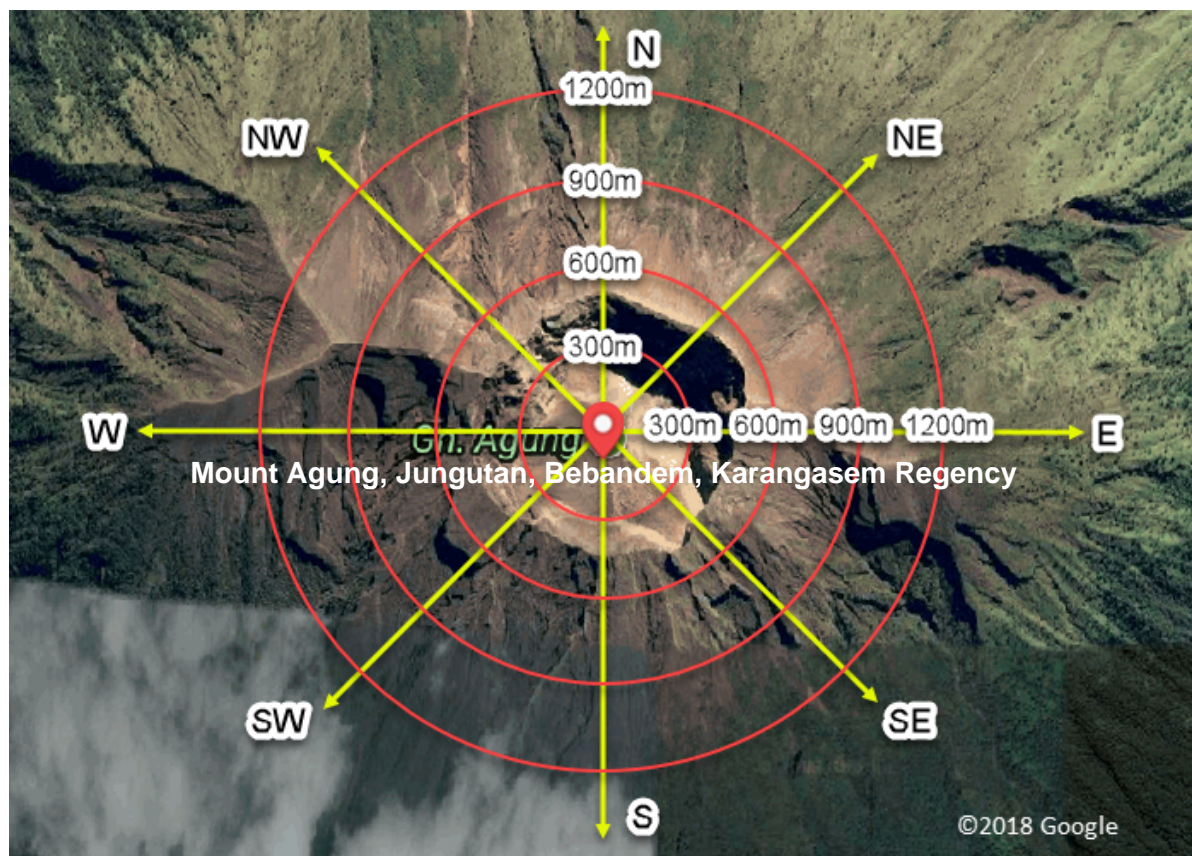 N
1200m
NW
NE
900m
600m
300m
300m 600m 900m 1200m
W
E
Gn. Agung
Mount Agung, Jungutan, Bebandem, Karangasem Regency
SW
SE
S
©2018 Google